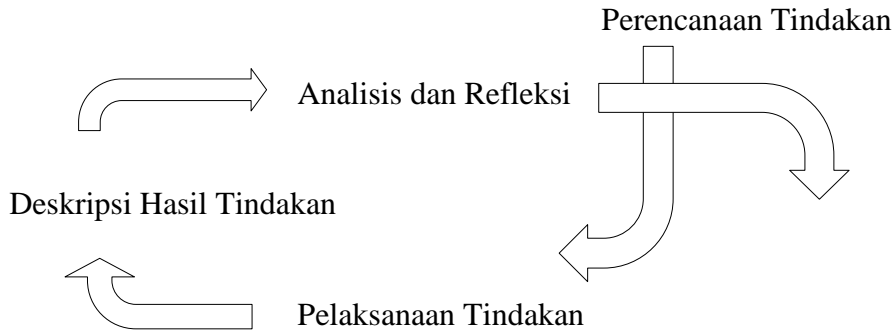 Perencanaan Tindakan
Analisis dan Refleksi
Deskripsi Hasil Tindakan
Pelaksanaan Tindakan